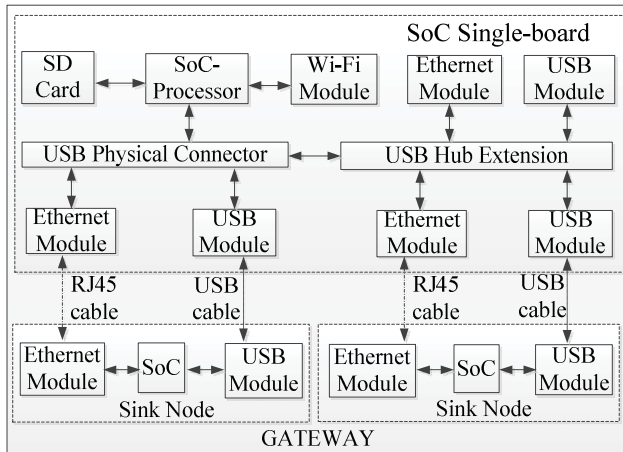 SoC Single-board
SD
Card
SoC-
Processor
Wi-Fi
Module
Ethernet
Module
USB
Module
USB Physical Connector
USB Hub Extension
Ethernet
Module
USB
Module
Ethernet
Module
USB
Module
RJ45
cable
USB
cable
RJ45
cable
USB
cable
Ethernet
Module
SoC
USB
Module
Sink Node
Ethernet
Module
SoC
USB
Module
Sink Node
GATEWAY